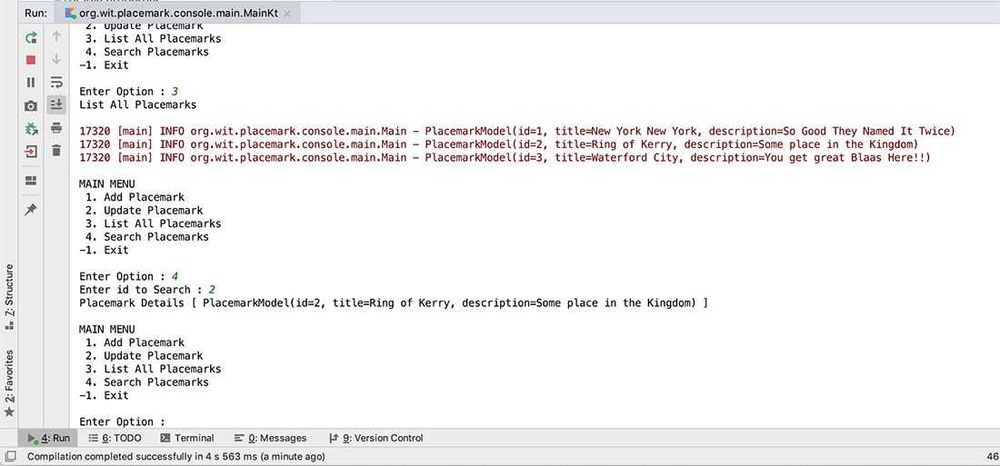 Run: org.wit.placemark.console.main.MainKt
2. Update Placemark
3. List All Placemarks
4. Search Placemarks
-1. Exit
Enter Option : 3
List All Placemarks
17320 [main] INFO org.wit.placemark.console.main.Main - PlacemarkModel(id=1, title=New York New York, description=So Good They Named It Twice)
17320 [main] INFO org.wit.placemark.console.main.Main - PlacemarkModel(id=2, title=Ring of Kerry, description=Some place in the Kingdom)
17320 [main] INFO org.wit.placemark.console.main.Main - PlacemarkModel(id=3, title=Waterford City, description=You get great Blaas Here!!)
MAIN MENU
1. Add Placemark
2. Update Placemark
3. List All Placemarks
4. Search Placemarks
-1. Exit
Enter Option : 4
Enter id to Search : 2
Placemark Details [ PlacemarkModel(id=2, title=Ring of Kerry, description=Some place in the Kingdom) ]
MAIN MENU
1. Add Placemark
2. Update Placemark
3. List All Placemarks
4. Search Placemarks
-1. Exit
Enter Option :
Z: Structure
2: Favorites
4: Run 6: TODO Terminal 0: Messages 9: Version Control
Compilation completed successfully in 4 s 563 ms (a minute ago) 46